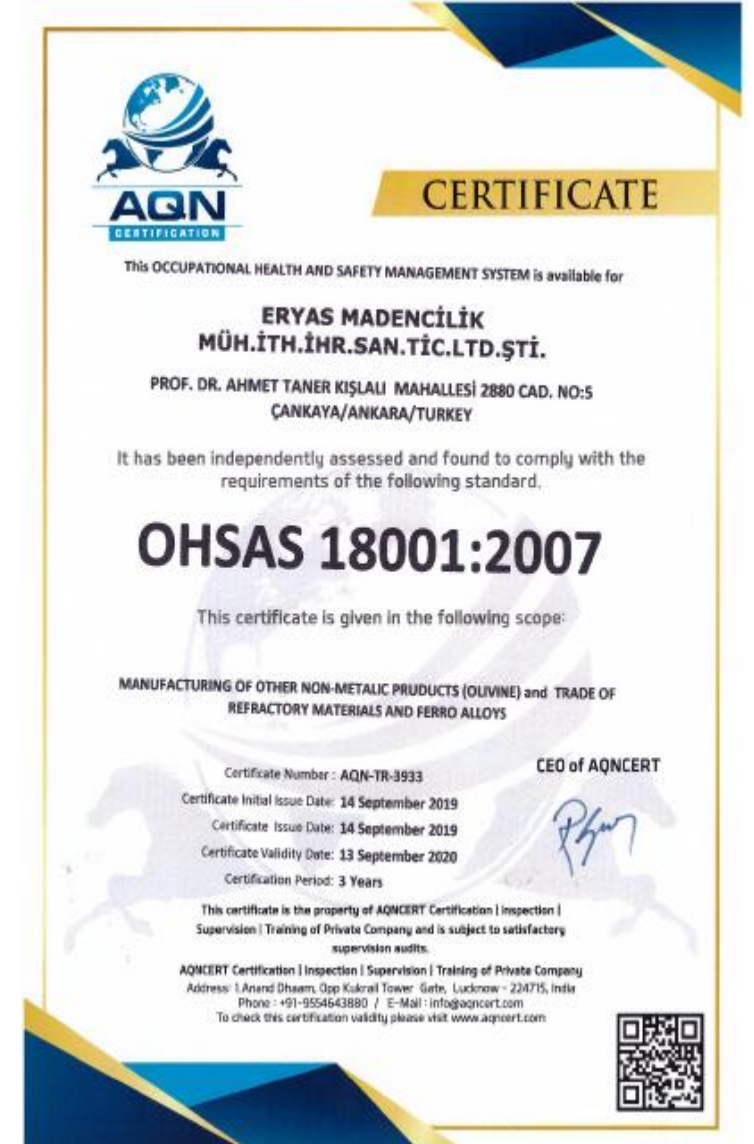 AQN
CERTIFICATION
CERTIFICATE
This OCCUPATIONAL HEALTH AND SAFETY MANAGEMENT SYSTEM is available for
ERYAS MADENCİLİK
MÜH.İTH.İHR.SAN.TİC.LTD.ŞTİ.
PROF. DR. AHMET TANER KIŞLALI MAHALLESİ 2880 CAD. NO:5
ÇANKAYA/ANKARA/TURKEY
It has been independently assessed and found to comply with the
requirements of the following standard.
OHSAS 18001:2007
This certificate is given in the following scope:
MANUFACTURING OF OTHER NON-METALIC PRUDUCTS (OLIVINE) and TRADE OF
REFRACTORY MATERIALS AND FERRO ALLOYS
CEO of AQNCERT
Certificate Number : AQN-TR-3933
Certificate Initial Issue Date: 14 September 2019
Certificate Issue Date: 14 September 2019
Certificate Validity Date: 13 September 2020
Certification Period: 3 Years
This certificate is the property of AQNCERT Certification | Inspection |
Supervision | Training of Private Company and is subject to satisfactory
supervision audits.
AQNCERT Certification | Inspection | Supervision | Training of Private Company
Address: 1.Anand Dhaam, Opp Kukrail Tower Gate, Lucknow - 224715, India
Phone : +91-9554643880 / E-Mail : info@aqncert.com
To check this certification validity please visit www.aqncert.com